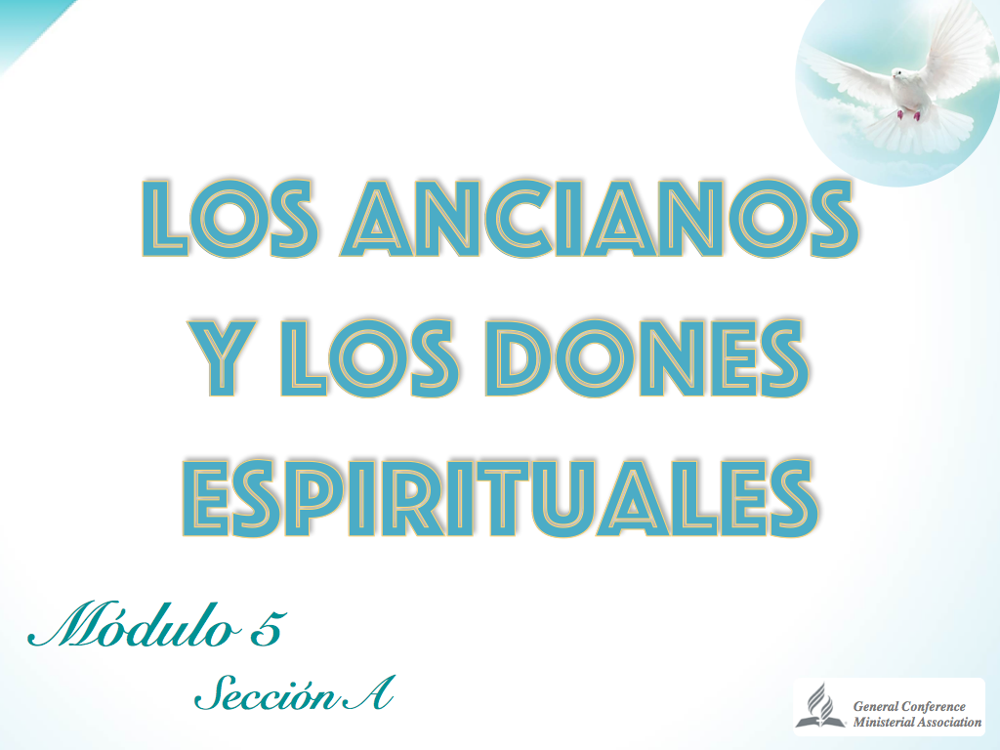 LOS ANCIANOS
Y LOS DONES
ESPIRITUALES
Módulo 5
Sección A
General Conference
Ministerial Association